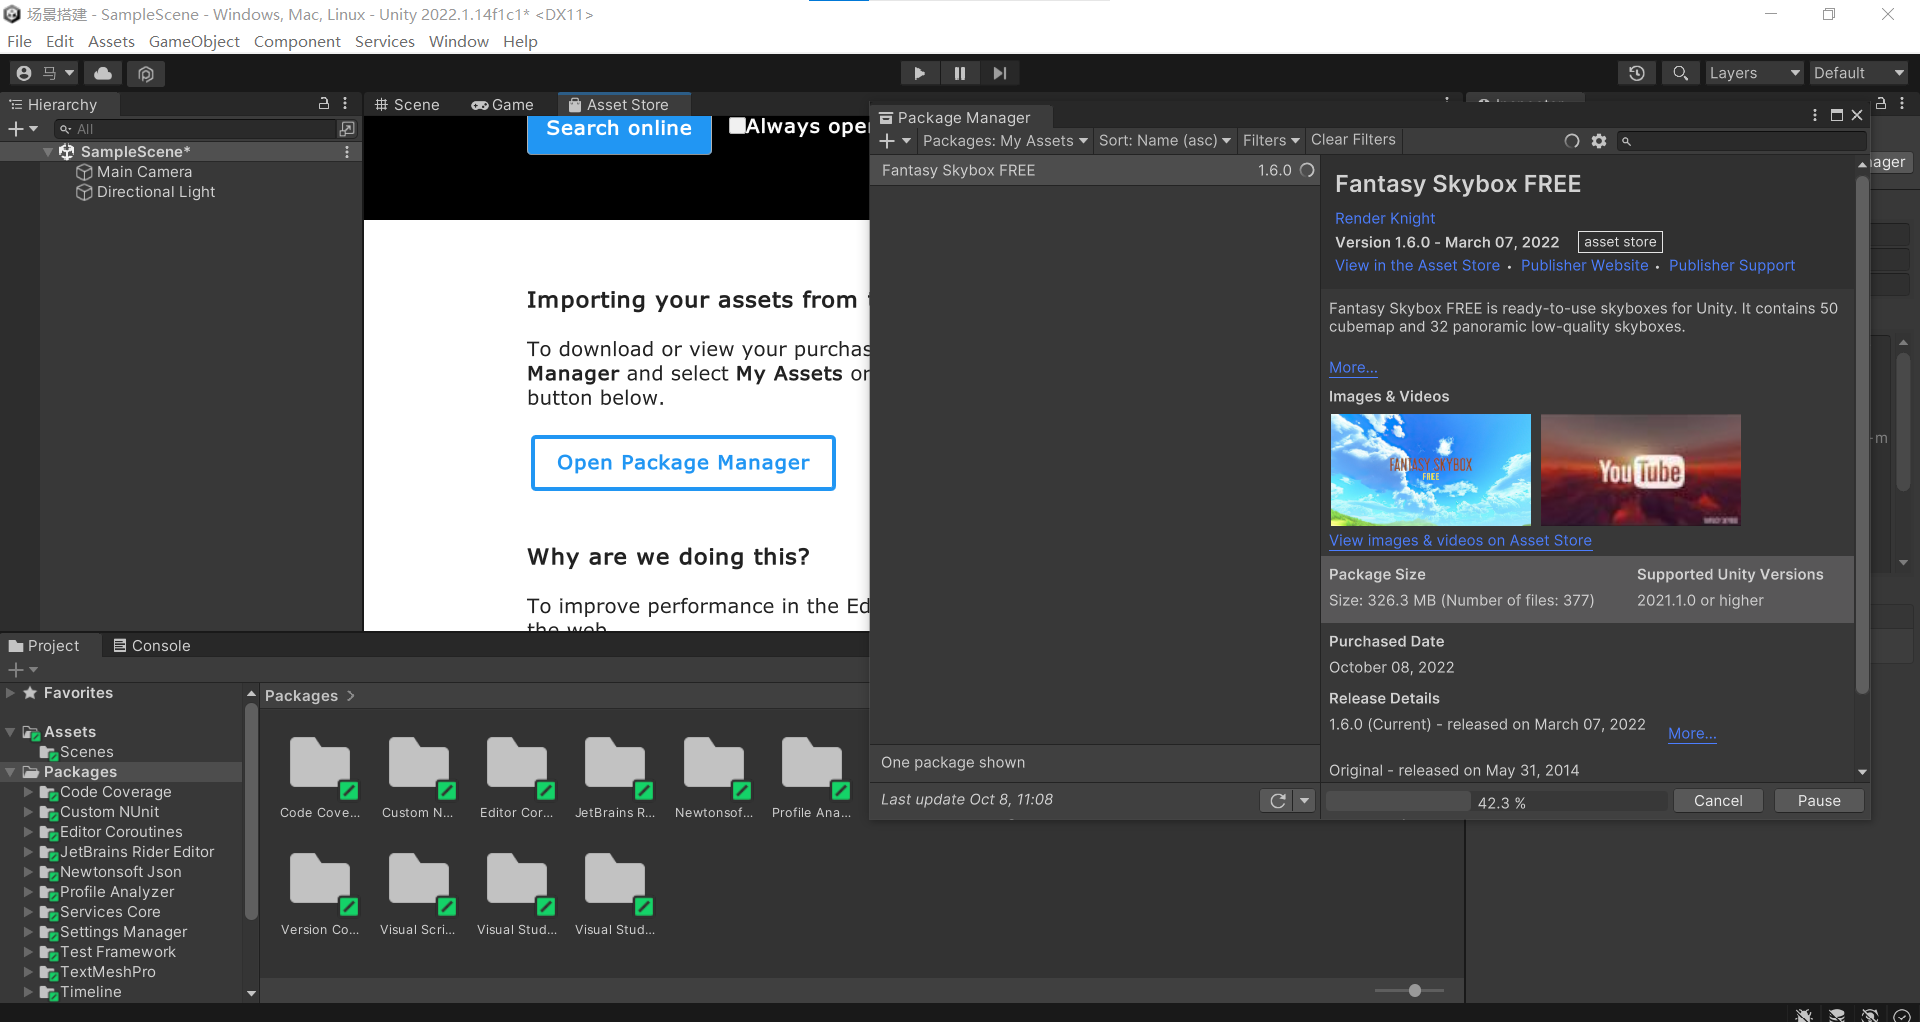 场景搭建 - SampleScene - Windows, Mac, Linux - Unity 2022.1.14f1c1* <DX11>
File Edit Assets GameObject Component Services Window Help
马
Layers Default
Hierarchy
All
SampleScene*
Main Camera
Directional Light
Scene Game Asset Store
Search online
Always ope
Importing your assets from
To download or view your purchas
Manager and select My Assets or
button below.
Open Package Manager
Why are we doing this?
To improve performance in the Ed
the web
Package Manager
Packages: My Assets Sort: Name (asc) Filters Clear Filters
Fantasy Skybox FREE 1.6.0
One package shown
Last update Oct 8, 11:08
Fantasy Skybox FREE
Render Knight
Version 1.6.0 - March 07, 2022 asset store
View in the Asset Store • Publisher Website • Publisher Support
Fantasy Skybox FREE is ready-to-use skyboxes for Unity. It contains 50
cubemap and 32 panoramic low-quality skyboxes.
More...
Images & Videos
FANTASY SKYBOX
FREE
YouTube
View images & videos on Asset Store
Package Size Supported Unity Versions
Size: 326.3 MB (Number of files: 377) 2021.1.0 or higher
Purchased Date
October 08, 2022
Release Details
1.6.0 (Current) - released on March 07, 2022 More...
Original - released on May 31, 2014
42.3 % Cancel Pause
ager
-m
Project Console
Favorites
Assets
Scenes
Packages
Code Coverage
Custom NUnit
Editor Coroutines
JetBrains Rider Editor
Newtonsoft Json
Profile Analyzer
Services Core
Settings Manager
Test Framework
TextMeshPro
Timeline
Packages >
Code Cove... Custom N... Editor Cor... JetBrains R... Newtonsof... Profile Ana...
Version Co... Visual Scri... Visual Stud... Visual Stud...